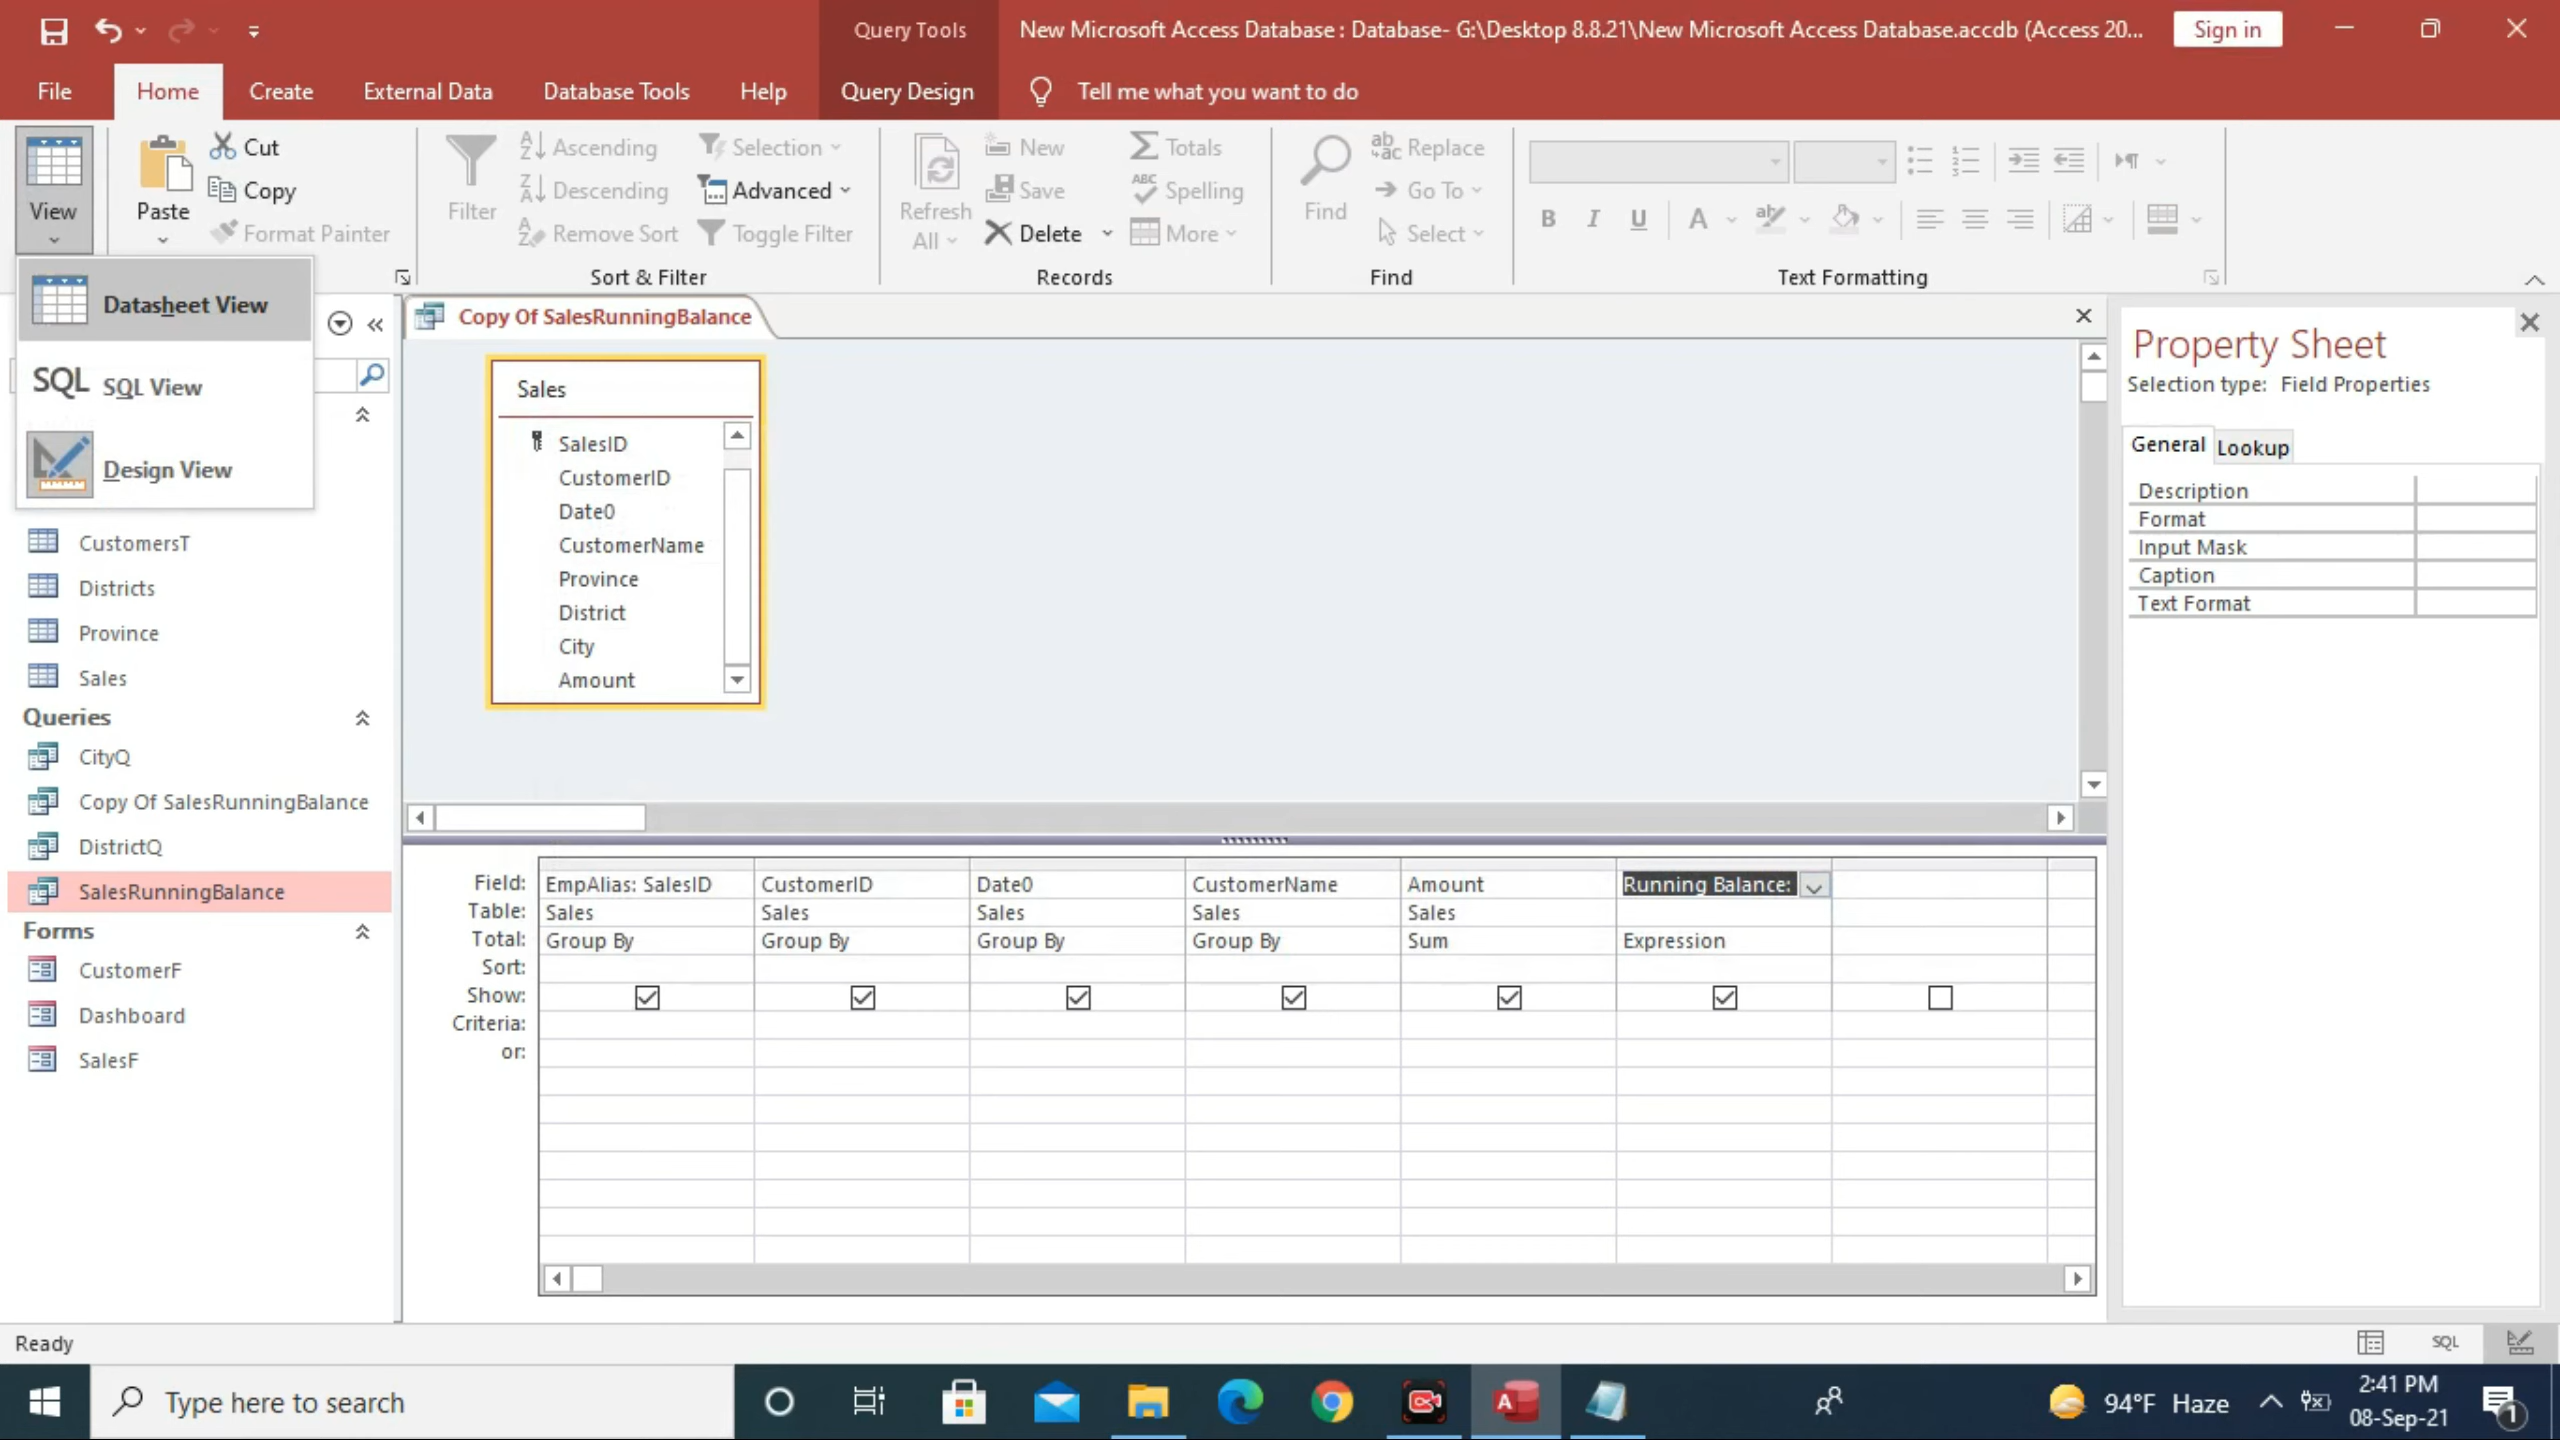 Query Tools
New Microsoft Access Database : Database- G:\Desktop 8.8.21\New Microsoft Access Database.accdb (Access 20...
Sign in
File
Home
Create
External Data
Database Tools
Help
Query Design
Tell me what you want to do
View
Paste
Cut
Copy
Format Painter
Filter
Ascending
Descending
Remove Sort
Selection
Advanced
Toggle Filter
Sort & Filter
Refresh
All
New
Save
Delete
Totals
Spelling
More
Records
Find
Replace
Go To
Select
Find
B I U A
Text Formatting
Datasheet View
SQL SQL View
Design View
CustomersT
Districts
Province
Sales
Queries
CityQ
Copy Of SalesRunningBalance
DistrictQ
SalesRunningBalance
Forms
CustomerF
Dashboard
SalesF
Copy Of SalesRunningBalance
Sales
SalesID
CustomerID
Date0
CustomerName
Province
District
City
Amount
Field: EmpAlias: SalesID CustomerID Date0 CustomerName Amount Running Balance:
Table: Sales Sales Sales Sales Sales
Total: Group By Group By Group By Group By Sum Expression
Sort:
Show:
Criteria:
or:
Property Sheet
Selection type: Field Properties
General Lookup
Description
Format
Input Mask
Caption
Text Format
Ready
SQL
Type here to search
94°F Haze
2:41 PM
08-Sep-21
1